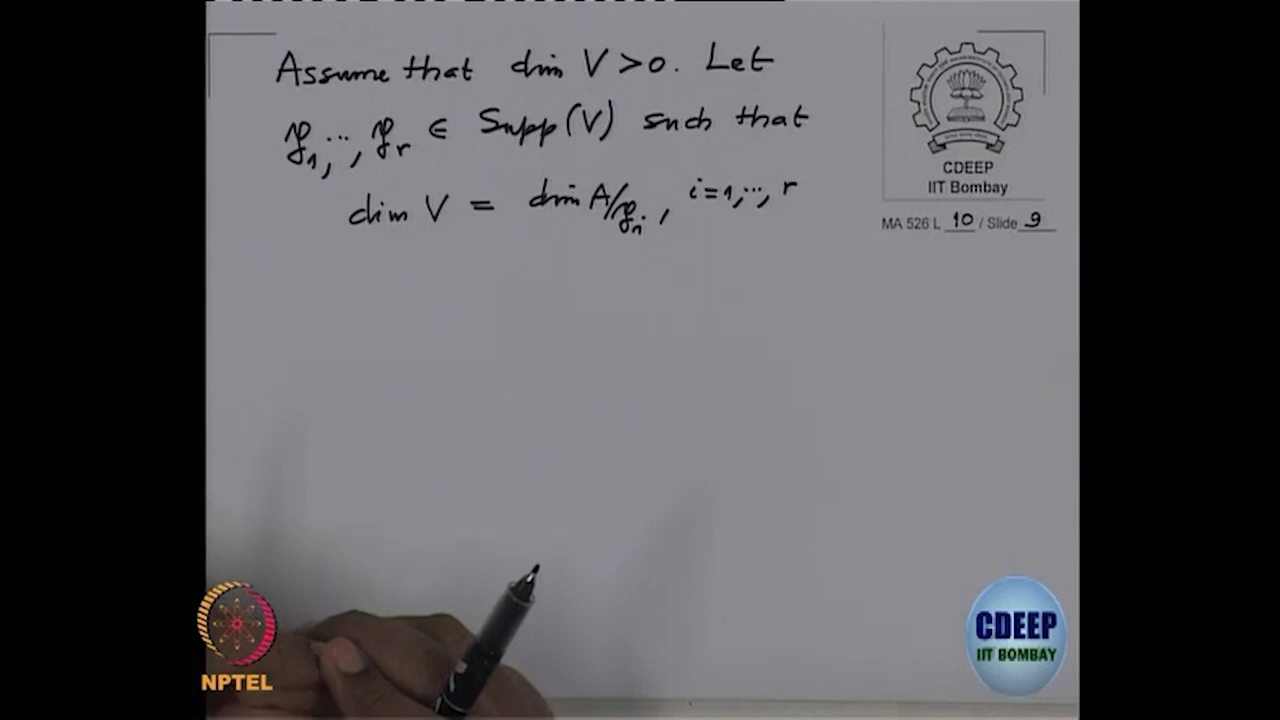 Assume that dim V > 0. Let
𝔭₁, ..., 𝔭ᵣ ∈ Supp(V) such that
dim V = dim A/𝔭ᵢ, i = 1, ..., r
CDEEP
IIT Bombay
MA 526 L 10 / Slide 9
NPTEL
CDEEP
IIT BOMBAY